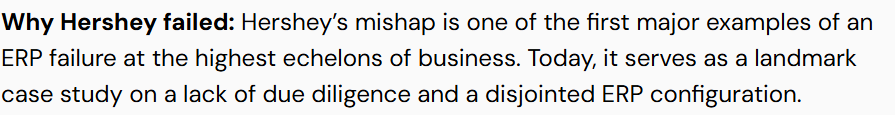 Why Hershey failed: Hershey’s mishap is one of the first major examples of an
ERP failure at the highest echelons of business. Today, it serves as a landmark
case study on a lack of due diligence and a disjointed ERP configuration.